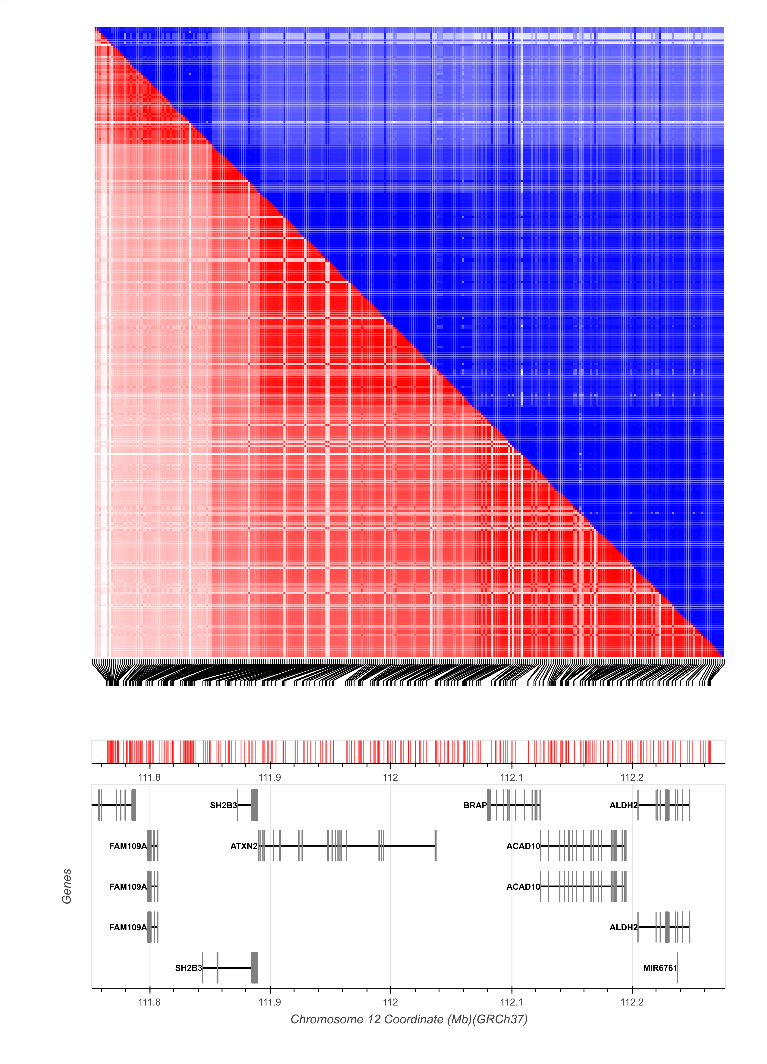 111.8 111.9 112 112.1 112.2
SH2B3 BRAP ALDH2
FAM109A ATXN2 ACAD10
FAM109A ACAD10
FAM109A ALDH2
SH2B3 MIR6761
Genes
111.8 111.9 112 112.1 112.2
Chromosome 12 Coordinate (Mb)(GRCh37)